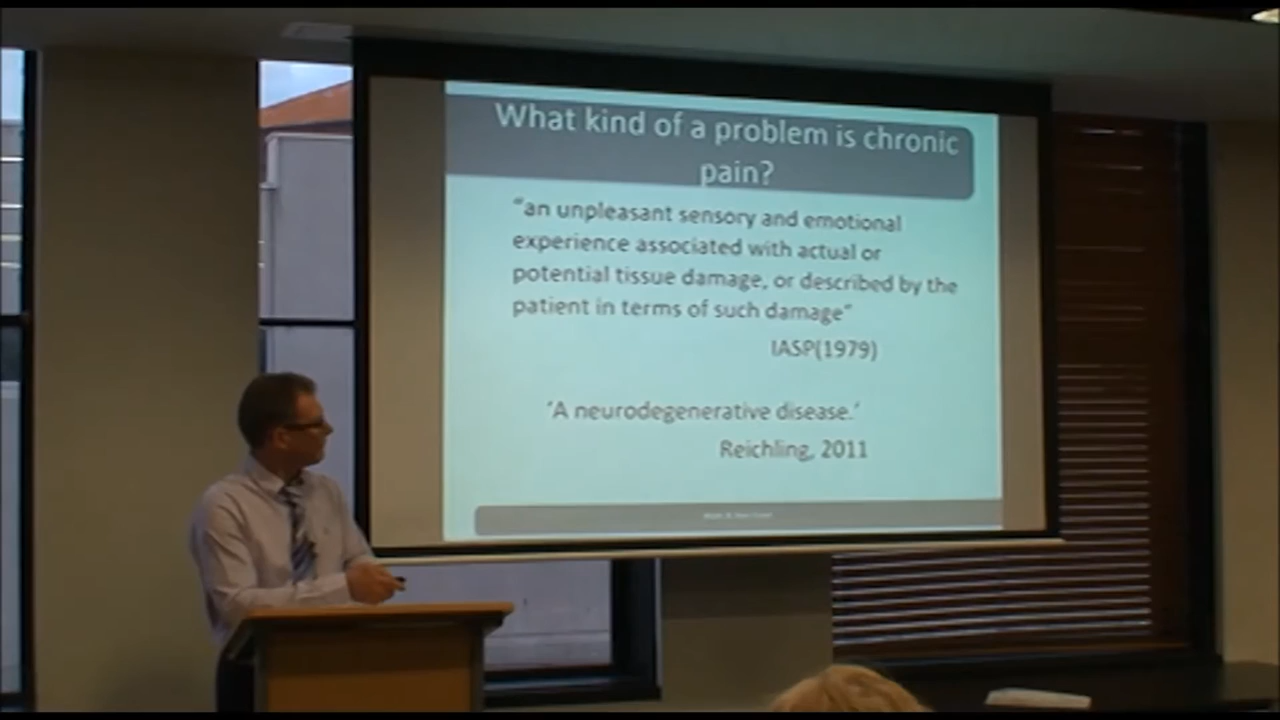 What kind of a problem is chronic
pain?
“an unpleasant sensory and emotional
experience associated with actual or
potential tissue damage, or described by the
patient in terms of such damage”
IASP(1979)
‘A neurodegenerative disease.’
Reichling, 2011